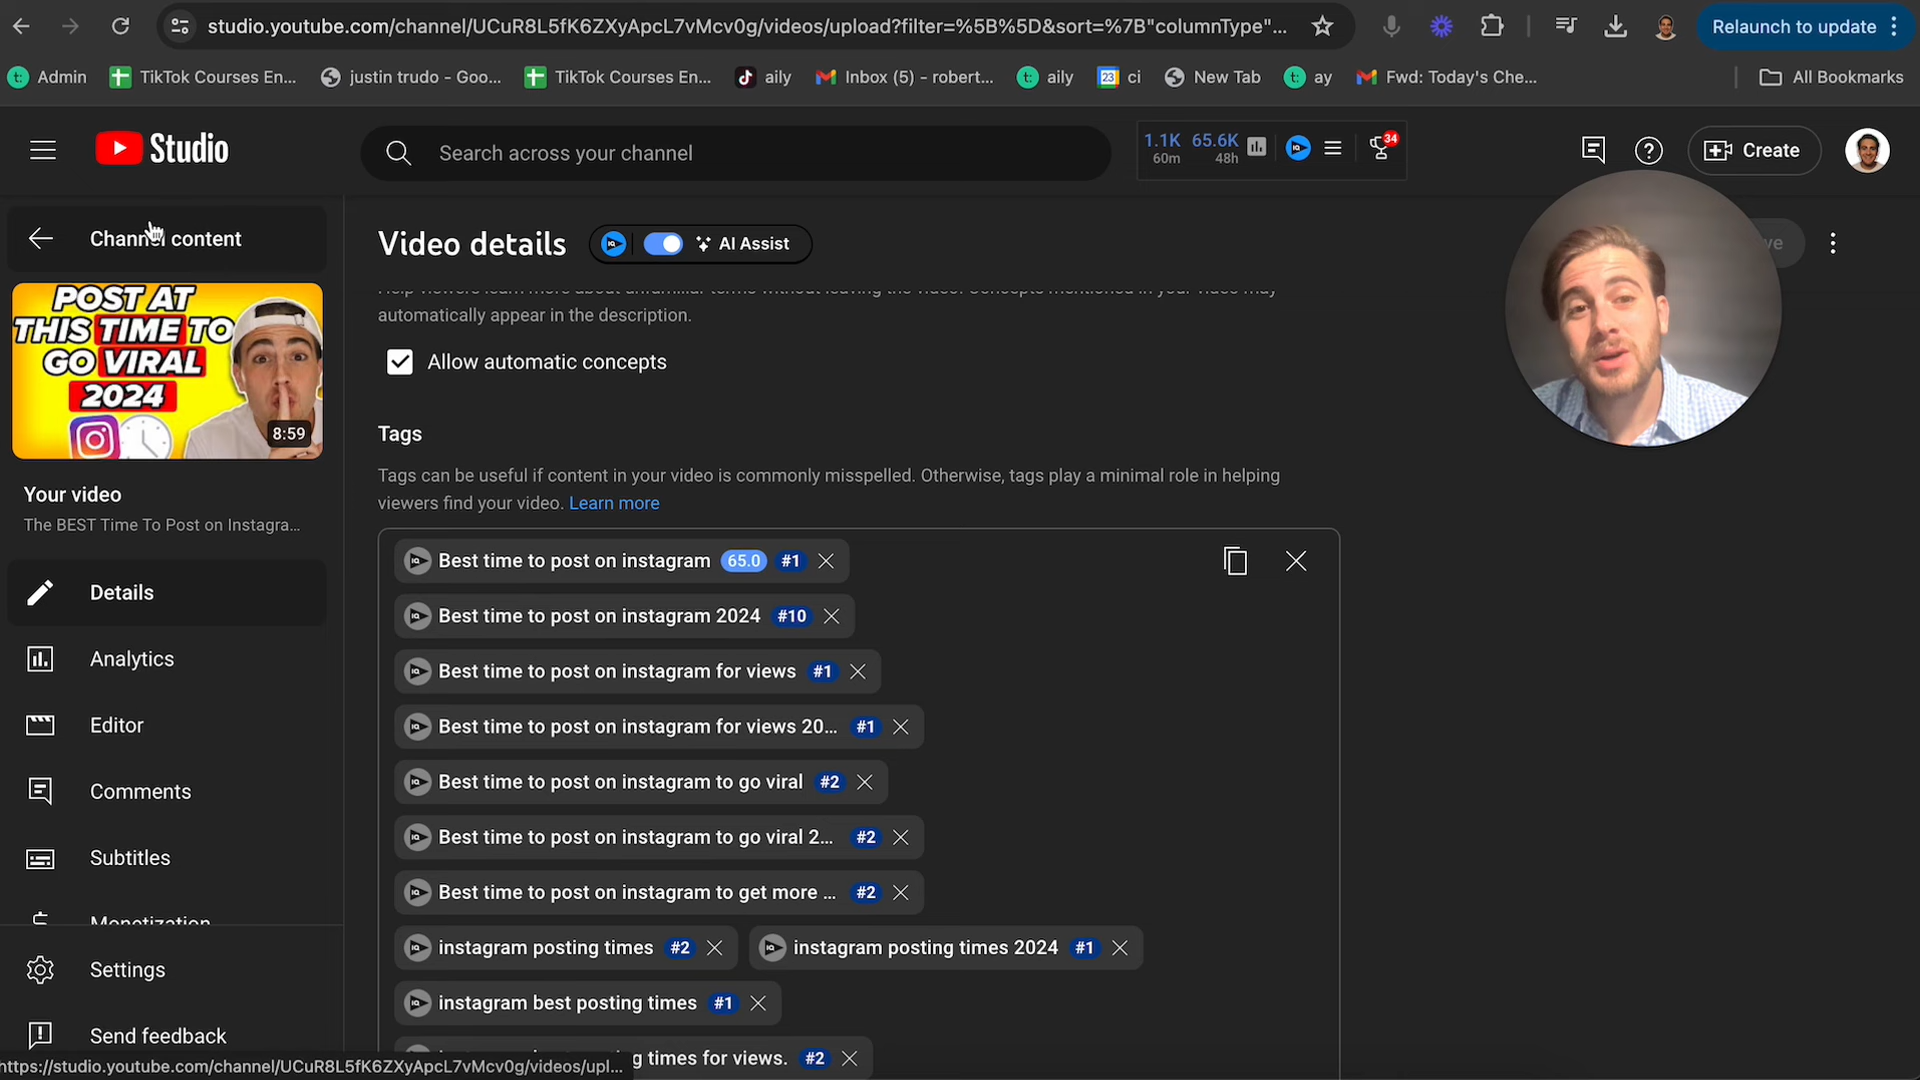 studio.youtube.com/channel/UCuR8L5fK6ZXyApcL7vMcv0g/videos/upload?filter=%5B%5D&sort=%7B"columnType"...
Relaunch to update
Admin
TikTok Courses En...
justin trudo - Goo...
TikTok Courses En...
aily
Inbox (5) - robert...
aily
23
ci
New Tab
ay
Fwd: Today's Che...
All Bookmarks
Studio
Search across your channel
1.1K 65.6K
60m 48h
34
Create
Channel content
Video details
AI Assist
automatically appear in the description.
Allow automatic concepts
POST AT
THIS TIME TO
GO VIRAL
2024
8:59
Your video
The BEST Time To Post on Instagra...
Details
Analytics
Editor
Comments
Subtitles
Monetization
Settings
Send feedback
Tags
Tags can be useful if content in your video is commonly misspelled. Otherwise, tags play a minimal role in helping
viewers find your video. Learn more
Best time to post on instagram 65.0 #1
Best time to post on instagram 2024 #10
Best time to post on instagram for views #1
Best time to post on instagram for views 20... #1
Best time to post on instagram to go viral #2
Best time to post on instagram to go viral 2... #2
Best time to post on instagram to get more ... #2
instagram posting times #2 instagram posting times 2024 #1
instagram best posting times #1
times for views. #2
https://studio.youtube.com/channel/UCuR8L5fK6ZXyApcL7vMcv0g/videos/upl...